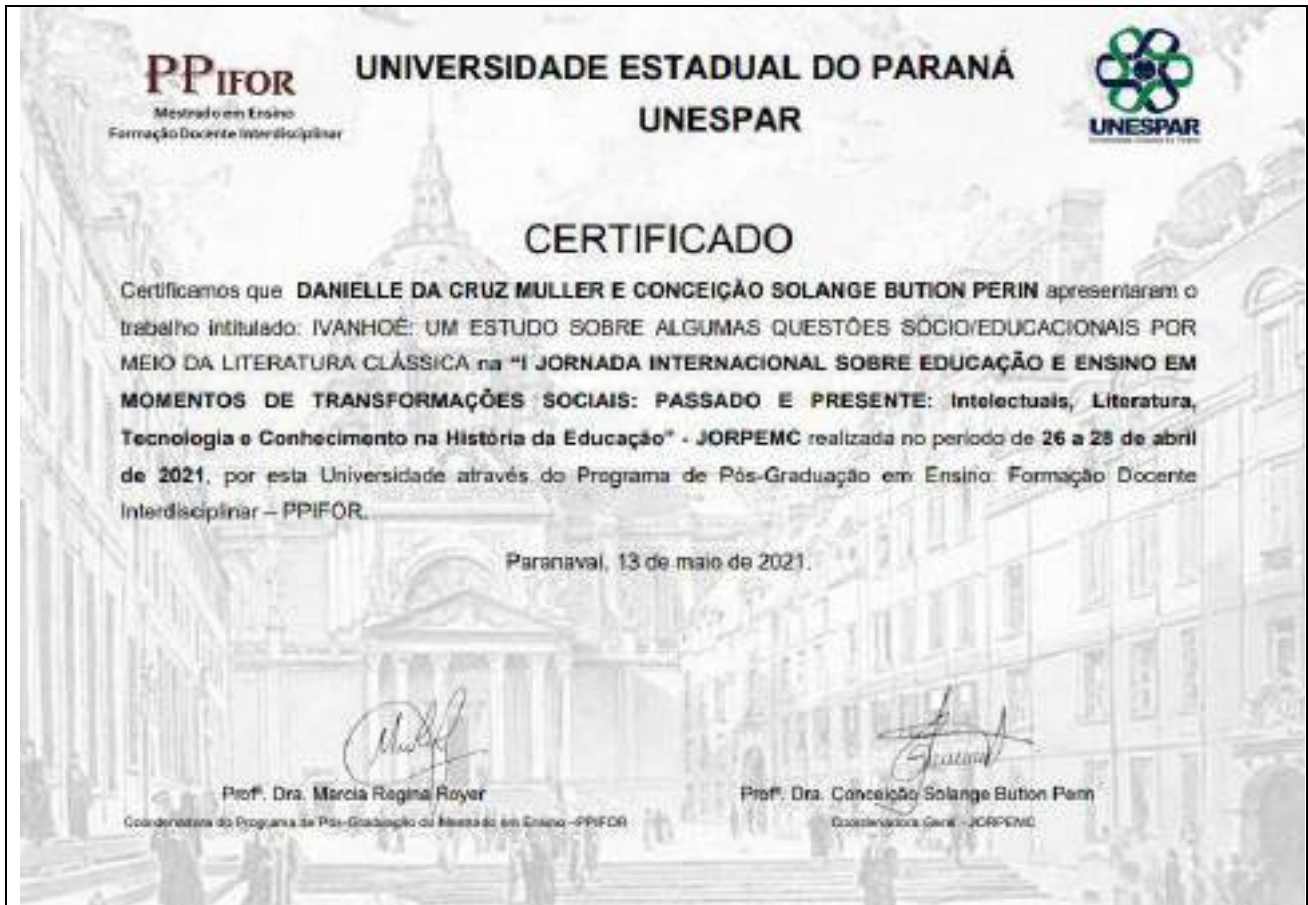 PPIFOR
Mestrado em Ensino
Formação Docente Interdisciplinar
UNIVERSIDADE ESTADUAL DO PARANÁ
UNESPAR
UNESPAR
CERTIFICADO
Certificamos que DANIELLE DA CRUZ MULLER E CONCEIÇÃO SOLANGE BUTION PERIN apresentaram o
trabalho intitulado: IVANHOÉ: UM ESTUDO SOBRE ALGUMAS QUESTÕES SÓCIO/EDUCACIONAIS POR
MEIO DA LITERATURA CLÁSSICA na “I JORNADA INTERNACIONAL SOBRE EDUCAÇÃO E ENSINO EM
MOMENTOS DE TRANSFORMAÇÕES SOCIAIS: PASSADO E PRESENTE: Intelectuais, Literatura,
Tecnologia e Conhecimento na História da Educação” - JORPEMC realizada no período de 26 a 28 de abril
de 2021, por esta Universidade através do Programa de Pós-Graduação em Ensino: Formação Docente
Interdisciplinar – PPIFOR.
Paranavaí, 13 de maio de 2021.
Profª. Dra. Marcia Regina Royer
Profª. Dra. Conceição Solange Bution Perin
Coordenadora do Programa de Pós-Graduação do Mestrado em Ensino –PPIFOR
Coordenadora Geral - JORPEMC